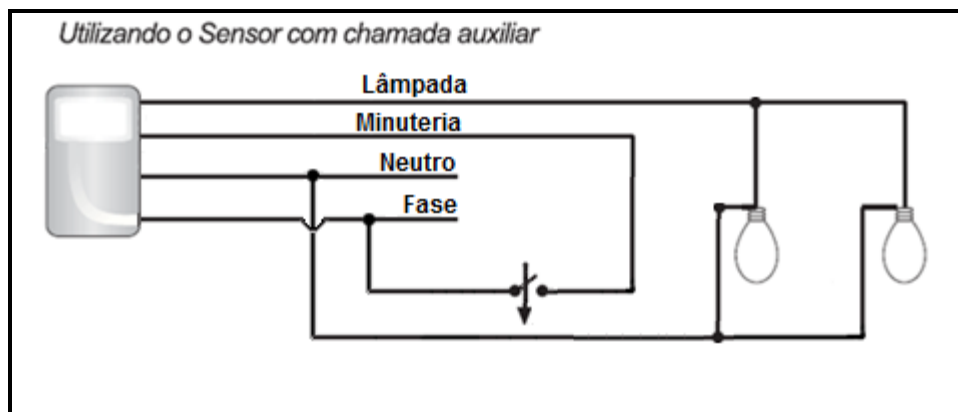 Utilizando o Sensor com chamada auxiliar
Lâmpada
Minuteria
Neutro
Fase